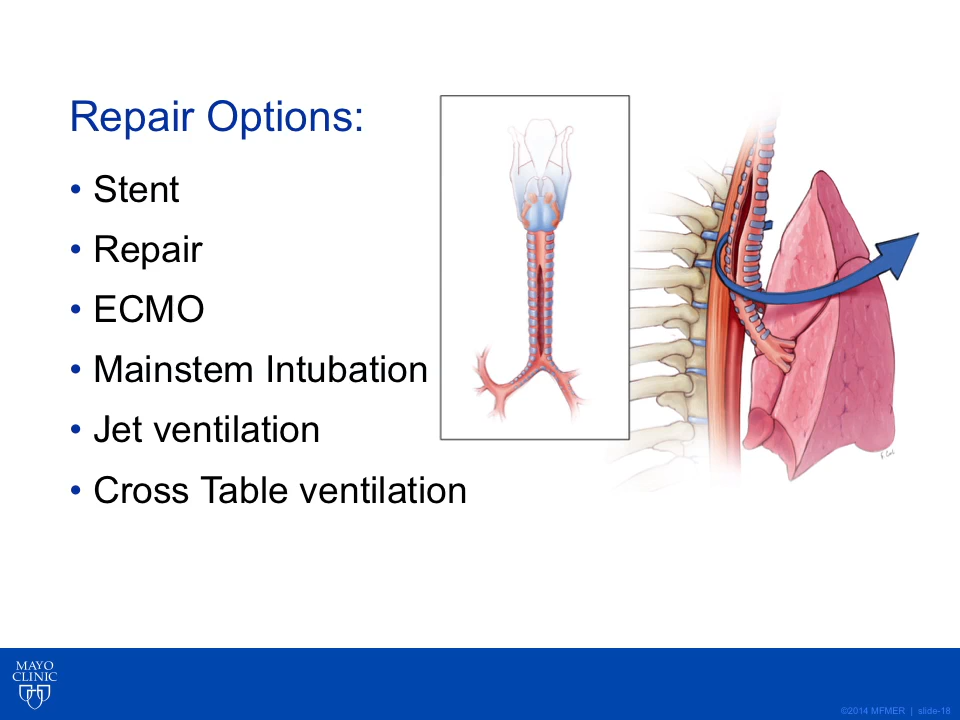 Repair Options:
• Stent
• Repair
• ECMO
• Mainstem Intubation
• Jet ventilation
• Cross Table ventilation
MAYO
CLINIC
©2014 MFMER | slide-18